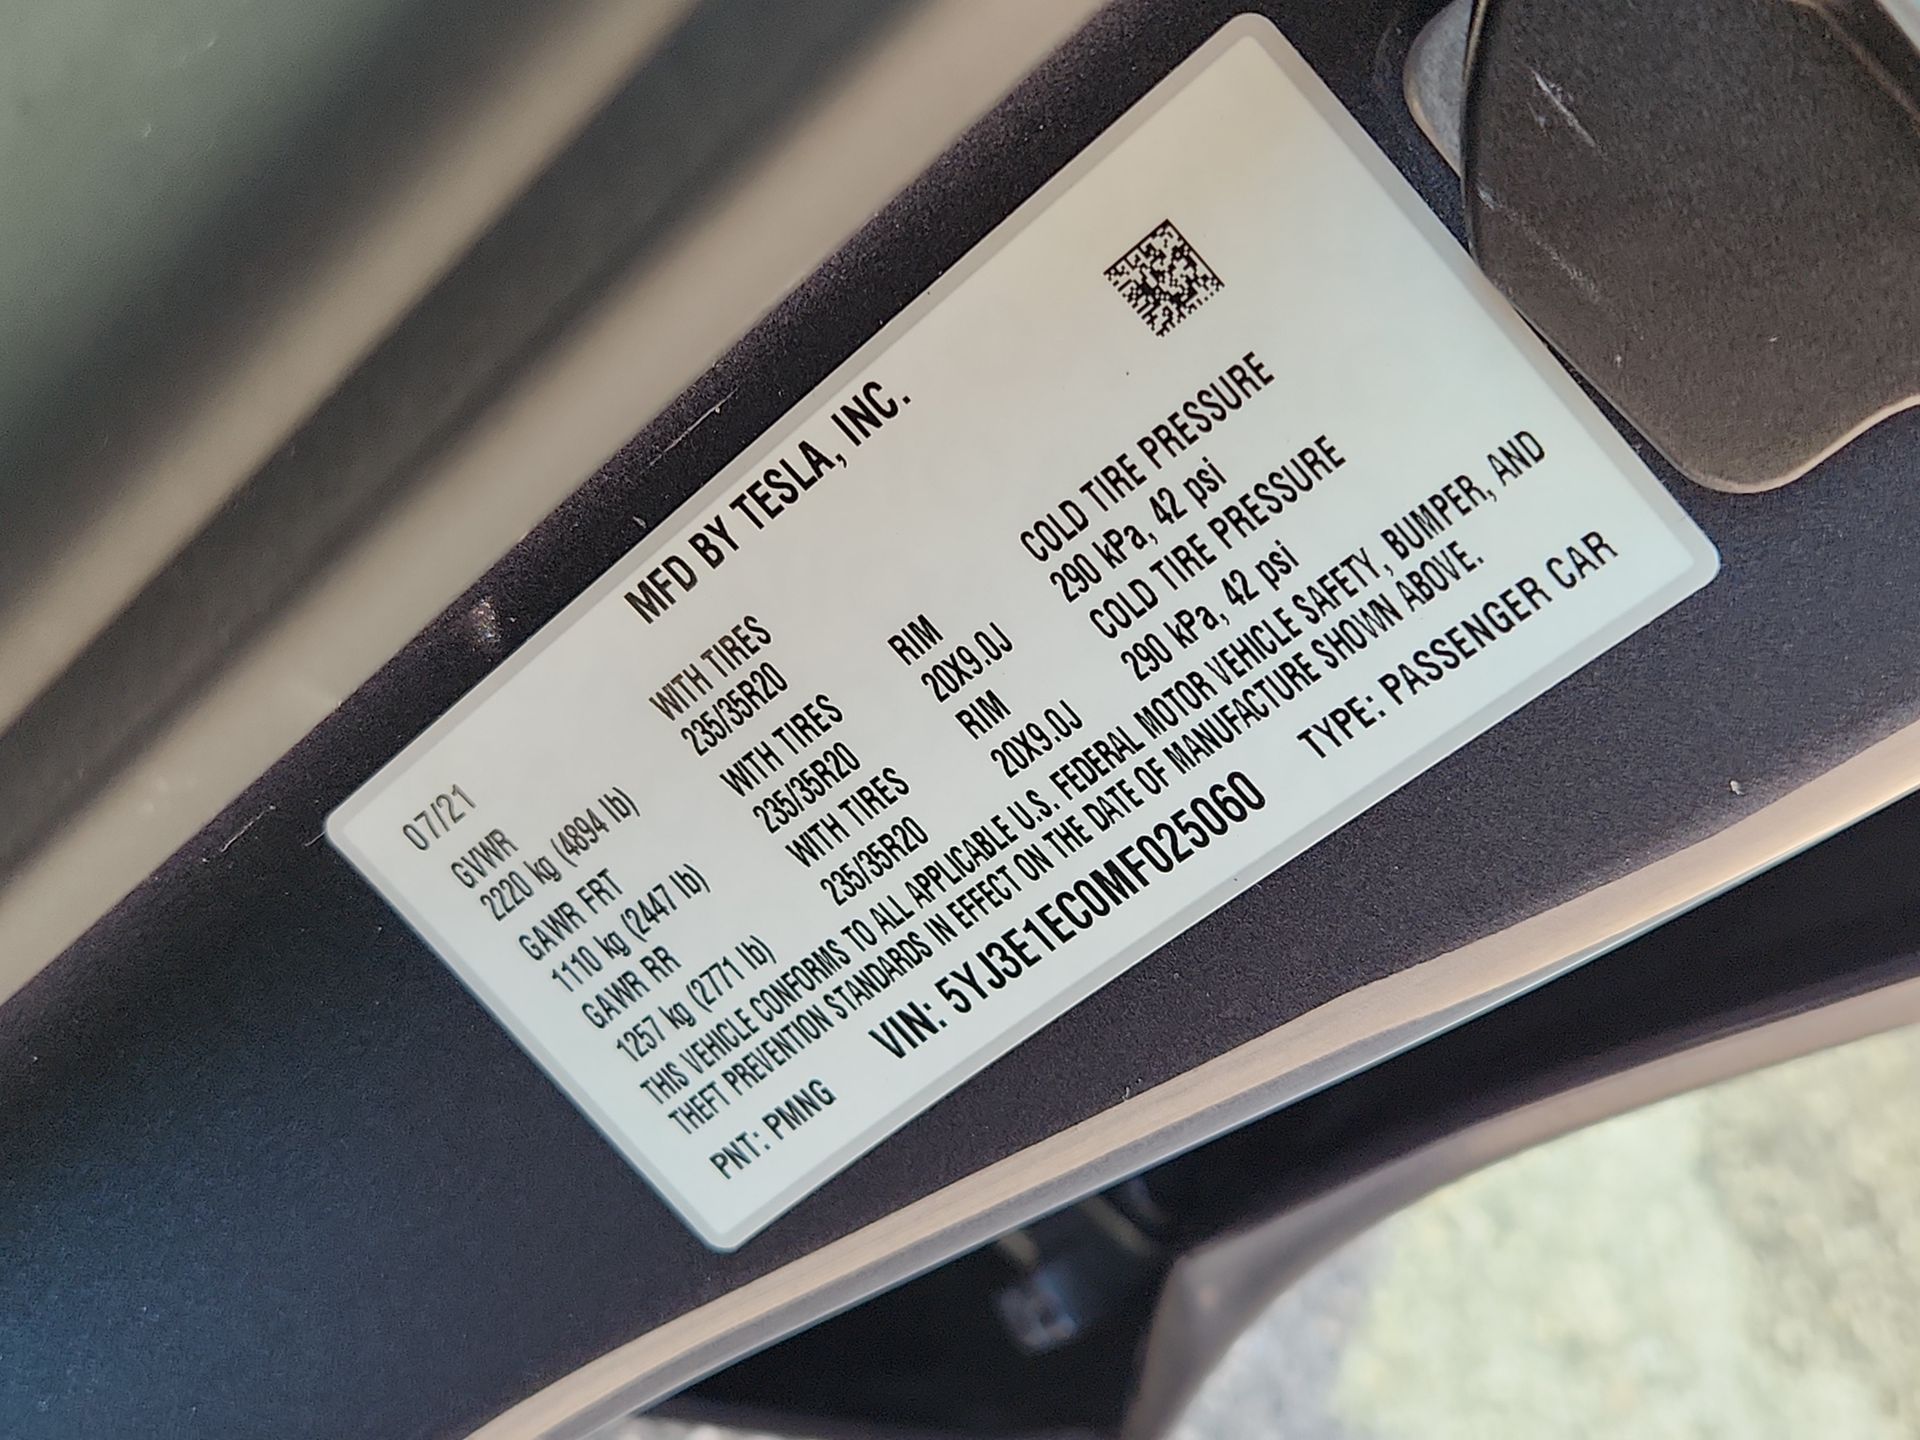 MFD BY TESLA, INC.
07/21
GVWR WITH TIRES RIM COLD TIRE PRESSURE
2220 kg (4894 lb) 235/35R20 20X9.0J 290 kPa, 42 psi
GAWR FRT WITH TIRES RIM COLD TIRE PRESSURE
1110 kg (2447 lb) 235/35R20 20X9.0J 290 kPa, 42 psi
GAWR RR WITH TIRES
1257 kg (2771 lb) 235/35R20
THIS VEHICLE CONFORMS TO ALL APPLICABLE U.S. FEDERAL MOTOR VEHICLE SAFETY, BUMPER, AND
THEFT PREVENTION STANDARDS IN EFFECT ON THE DATE OF MANUFACTURE SHOWN ABOVE.
PNT: PMNG VIN: 5YJ3E1EC0MF025060 TYPE: PASSENGER CAR